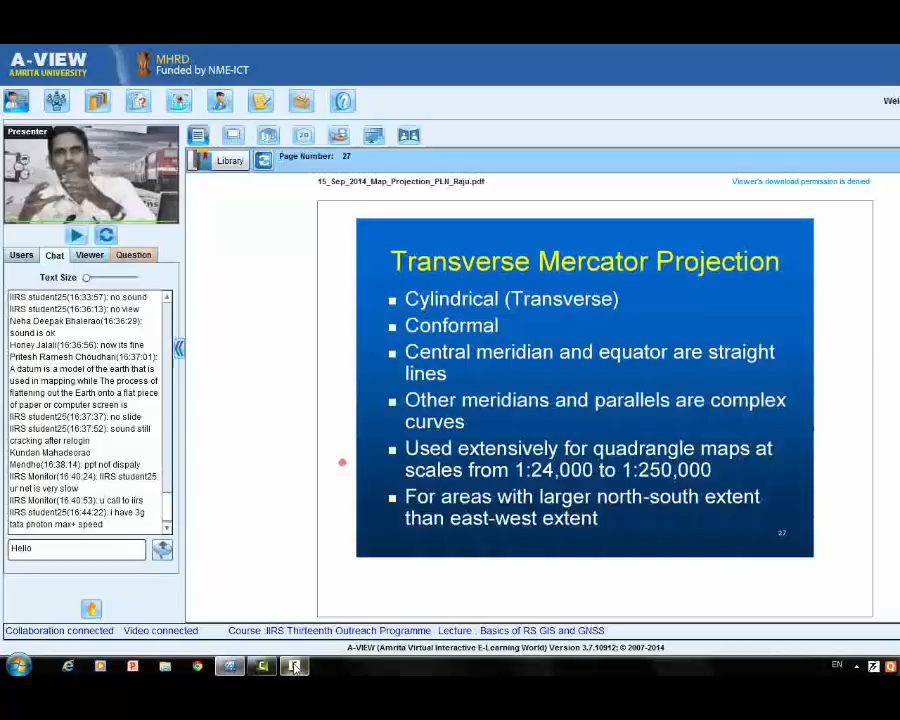 A-VIEW
AMRITA UNIVERSITY
MHRD
Funded by NME-ICT
Wel
Presenter
Library
Page Number: 27
15_Sep_2014_Map_Projection_PLN_Raju.pdf
Viewer's download permission is denied
Users
Chat
Viewer
Question
Text Size
IIRS student25(16:33:57): no sound
IIRS student25(16:36:13): no view
Neha Deepak Bhalerao(16:36:29):
sound is ok
Honey Jalali(16:36:56): now its fine
Pritesh Ramesh Choudhari(16:37:01):
A datum is a model of the earth that is
used in mapping while The process of
flattening out the Earth onto a flat piece
of paper or computer screen is
IIRS student25(16:37:37): no slide
IIRS student25(16:37:52): sound still
cracking after relogin
Kundan Mahadeorao
Mendhe(16:38:14): ppt not dispaly
IIRS Monitor(16:40:24): IIRS student25
ur net is very slow
IIRS Monitor(16:40:53): u call to iirs
IIRS student25(16:44:22): i have 3g
tata photon max+ speed
Hello
Transverse Mercator Projection
Cylindrical (Transverse)
Conformal
Central meridian and equator are straight
lines
Other meridians and parallels are complex
curves
Used extensively for quadrangle maps at
scales from 1:24,000 to 1:250,000
For areas with larger north-south extent
than east-west extent
27
Collaboration connected Video connected Course :IIRS Thirteenth Outreach Programme Lecture : Basics of RS GIS and GNSS
A-VIEW (Amrita Virtual Interactive E-Learning World) Version 3.7.10912; © 2007-2014
EN